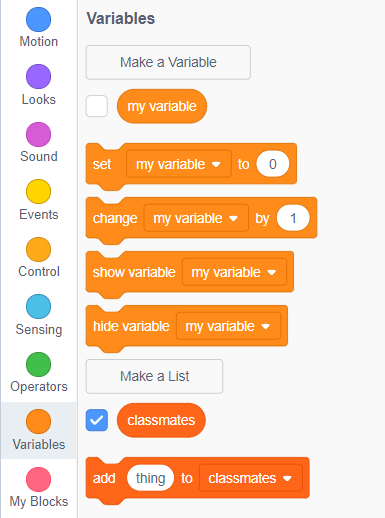 Motion
Looks
Sound
Events
Control
Sensing
Operators
Variables
My Blocks
Variables
Make a Variable
my variable
set my variable to 0
change my variable by 1
show variable my variable
hide variable my variable
Make a List
classmates
add thing to classmates